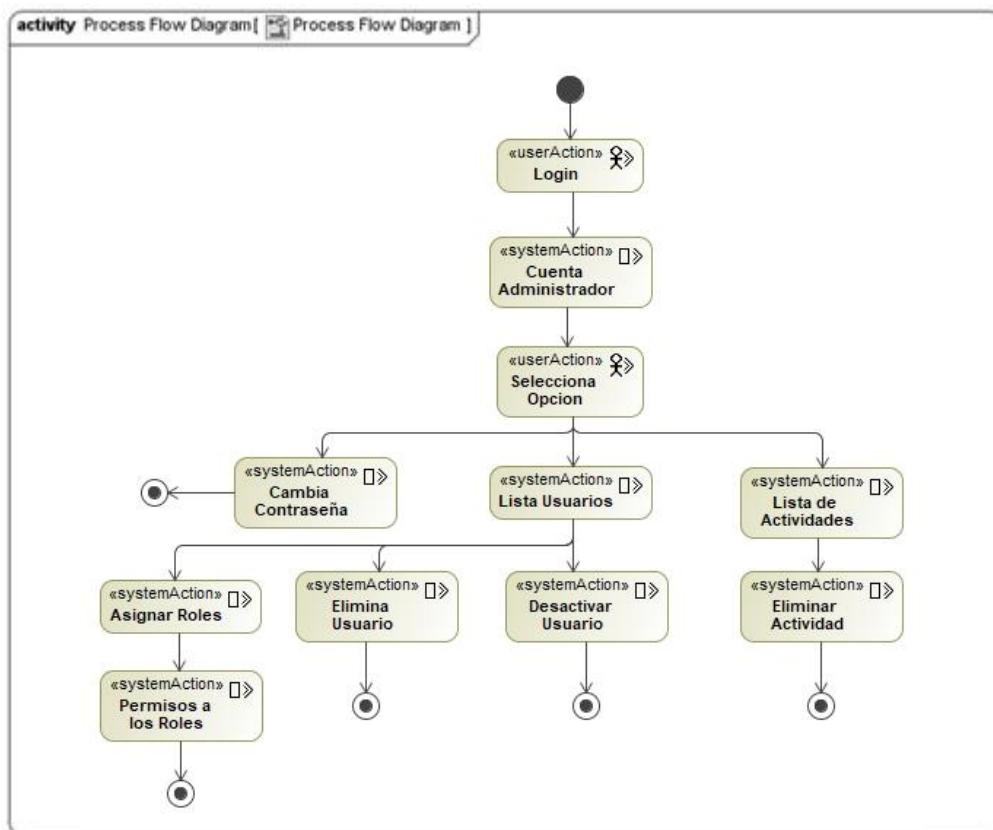 activity Process Flow Diagram[ Process Flow Diagram ]
«userAction»
Login
«systemAction»
Cuenta
Administrador
«userAction»
Selecciona
Opcion
«systemAction»
Cambia
Contraseña
«systemAction»
Lista Usuarios
«systemAction»
Lista de
Actividades
«systemAction»
Asignar Roles
«systemAction»
Elimina
Usuario
«systemAction»
Desactivar
Usuario
«systemAction»
Eliminar
Actividad
«systemAction»
Permisos a
los Roles